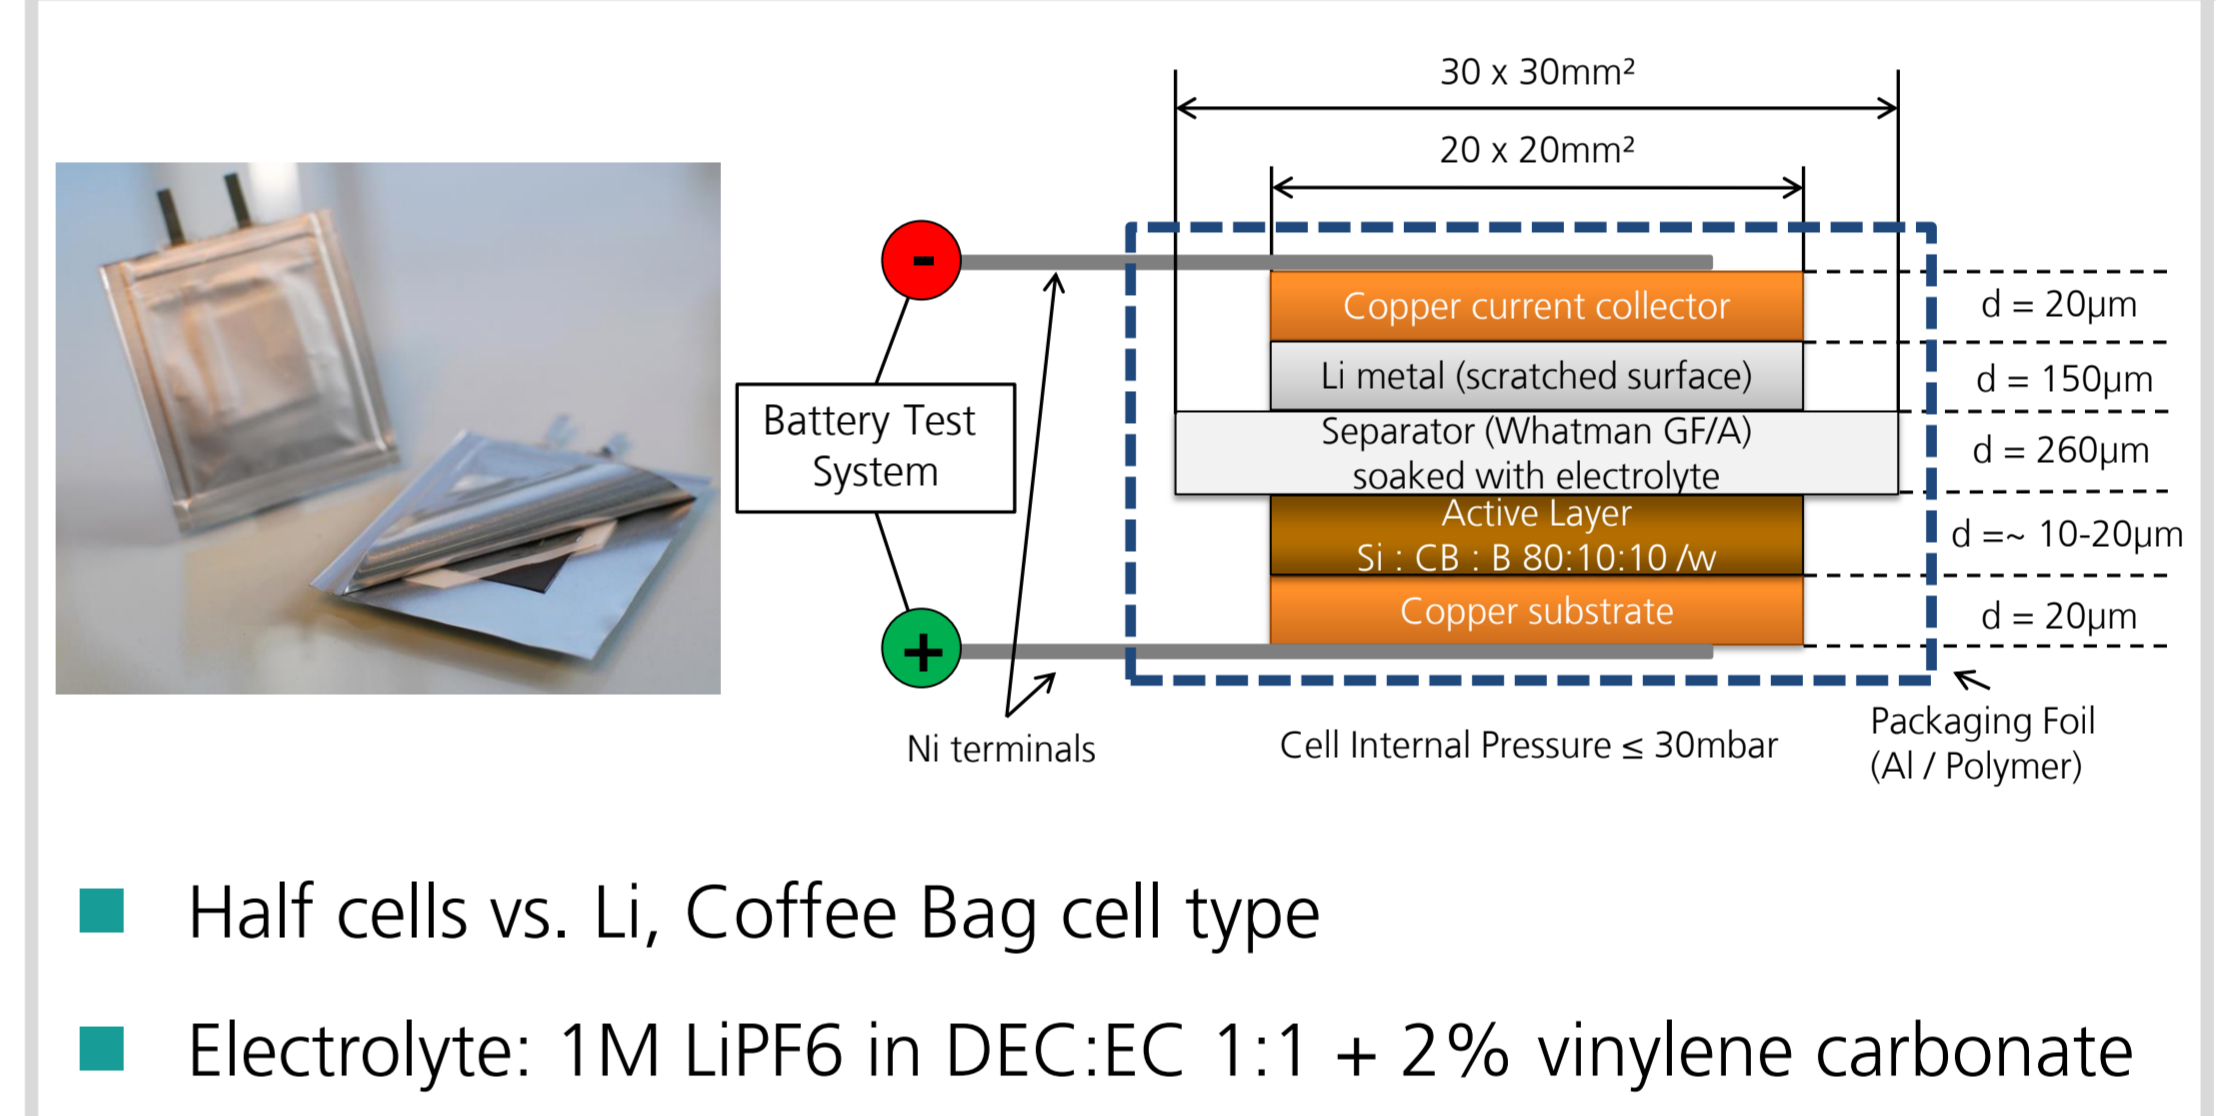 30 x 30mm²
20 x 20mm²
-
Copper current collector
d = 20µm
Li metal (scratched surface)
d = 150µm
Battery Test
System
Separator (Whatman GF/A)
soaked with electrolyte
d = 260µm
Active Layer
Si : CB : B 80:10:10 /w
d =~ 10-20µm
Copper substrate
d = 20µm
+
Ni terminals
Cell Internal Pressure ≤ 30mbar
Packaging Foil
(Al / Polymer)
Half cells vs. Li, Coffee Bag cell type
Electrolyte: 1M LiPF6 in DEC:EC 1:1 + 2% vinylene carbonate